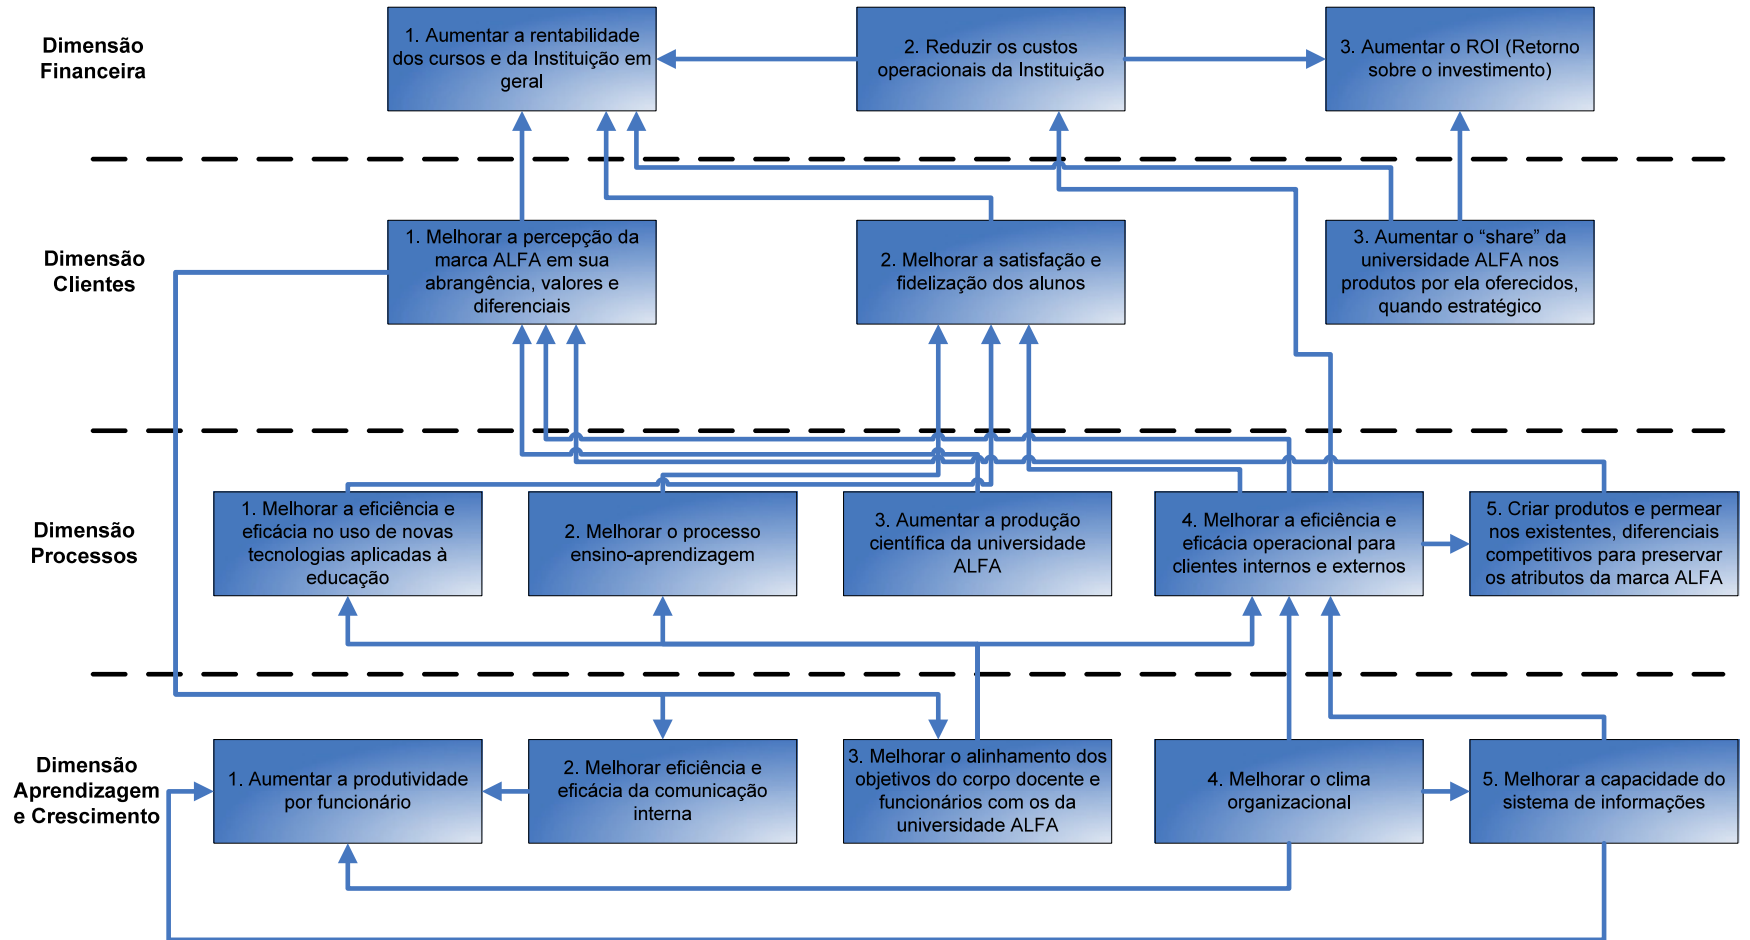 Dimensão
Financeira
1. Aumentar a rentabilidade
dos cursos e da Instituição em
geral
2. Reduzir os custos
operacionais da Instituição
3. Aumentar o ROI (Retorno
sobre o investimento)
Dimensão
Clientes
1. Melhorar a percepção da
marca ALFA em sua
abrangência, valores e
diferenciais
2. Melhorar a satisfação e
fidelização dos alunos
3. Aumentar o “share” da
universidade ALFA nos
produtos por ela oferecidos,
quando estratégico
Dimensão
Processos
1. Melhorar a eficiência e
eficácia no uso de novas
tecnologias aplicadas à
educação
2. Melhorar o processo
ensino-aprendizagem
3. Aumentar a produção
científica da universidade
ALFA
4. Melhorar a eficiência e
eficácia operacional para
clientes internos e externos
5. Criar produtos e permear
nos existentes, diferenciais
competitivos para preservar
os atributos da marca ALFA
Dimensão
Aprendizagem
e Crescimento
1. Aumentar a produtividade
por funcionário
2. Melhorar eficiência e
eficácia da comunicação
interna
3. Melhorar o alinhamento dos
objetivos do corpo docente e
funcionários com os da
universidade ALFA
4. Melhorar o clima
organizacional
5. Melhorar a capacidade do
sistema de informações